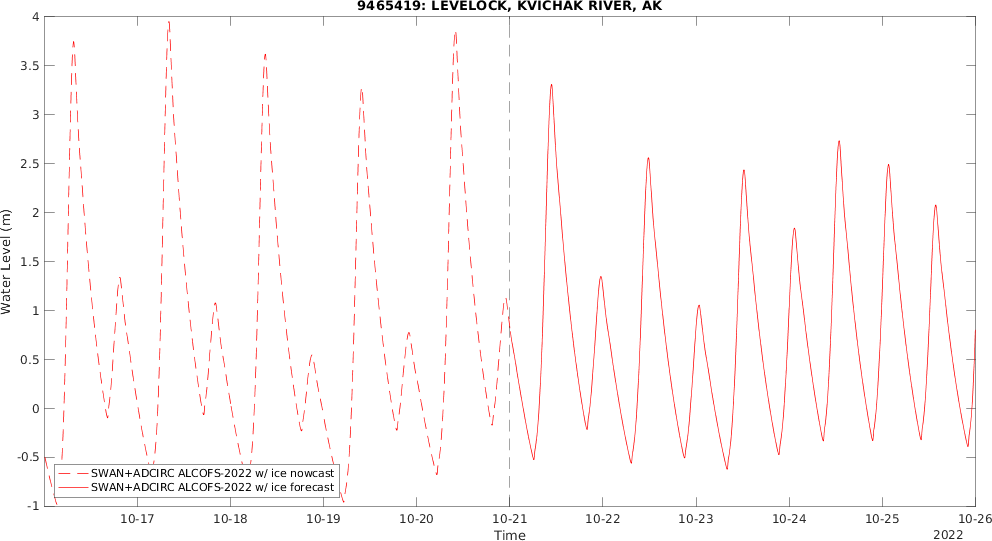 9465419: LEVELOCK, KVICHAK RIVER, AK
4
3.5
3
2.5
2
1.5
1
0.5
0
-0.5
-1
Water Level (m)
SWAN+ADCIRC ALCOFS-2022 w/ ice nowcast
SWAN+ADCIRC ALCOFS-2022 w/ ice forecast
10-17 10-18 10-19 10-20 10-21 10-22 10-23 10-24 10-25 10-26
Time
2022